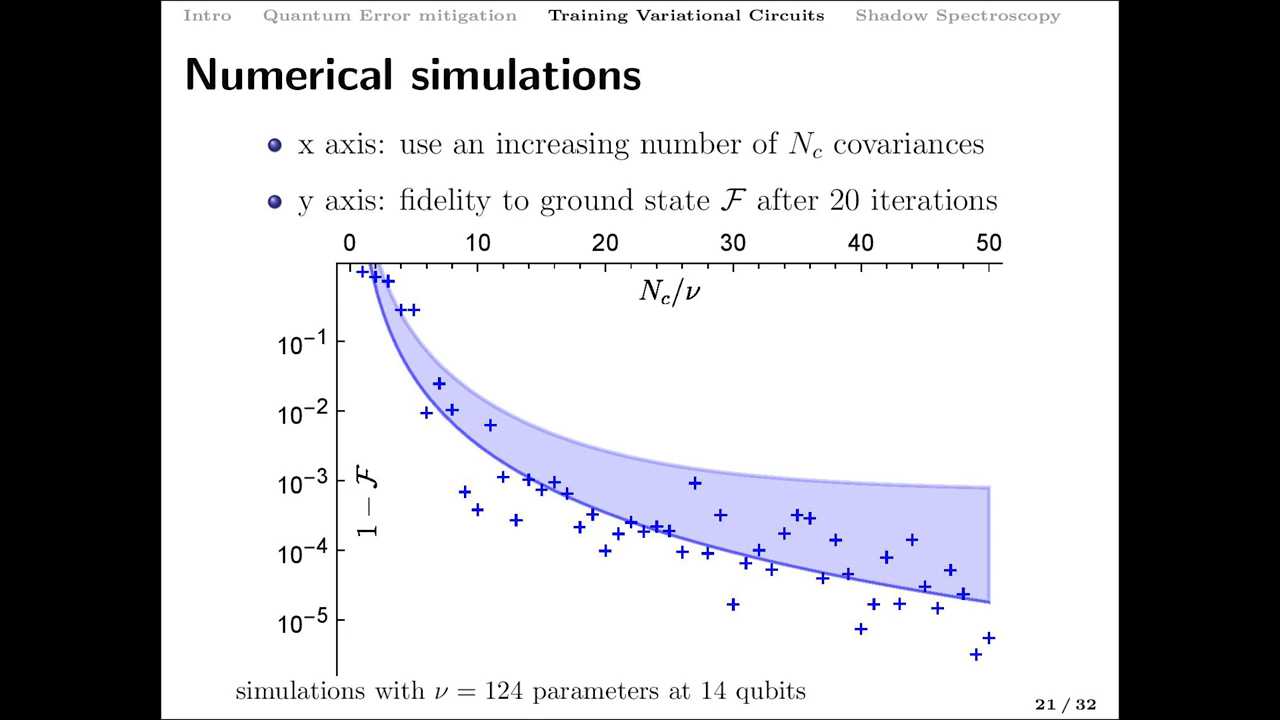 Intro Quantum Error mitigation Training Variational Circuits Shadow Spectroscopy
Numerical simulations
x axis: use an increasing number of N_c covariances
y axis: fidelity to ground state ℱ after 20 iterations
0 10 20 30 40 50
N_c/ν
10⁻¹
10⁻²
10⁻³
10⁻⁴
10⁻⁵
1 − ℱ
simulations with ν = 124 parameters at 14 qubits
21 / 32